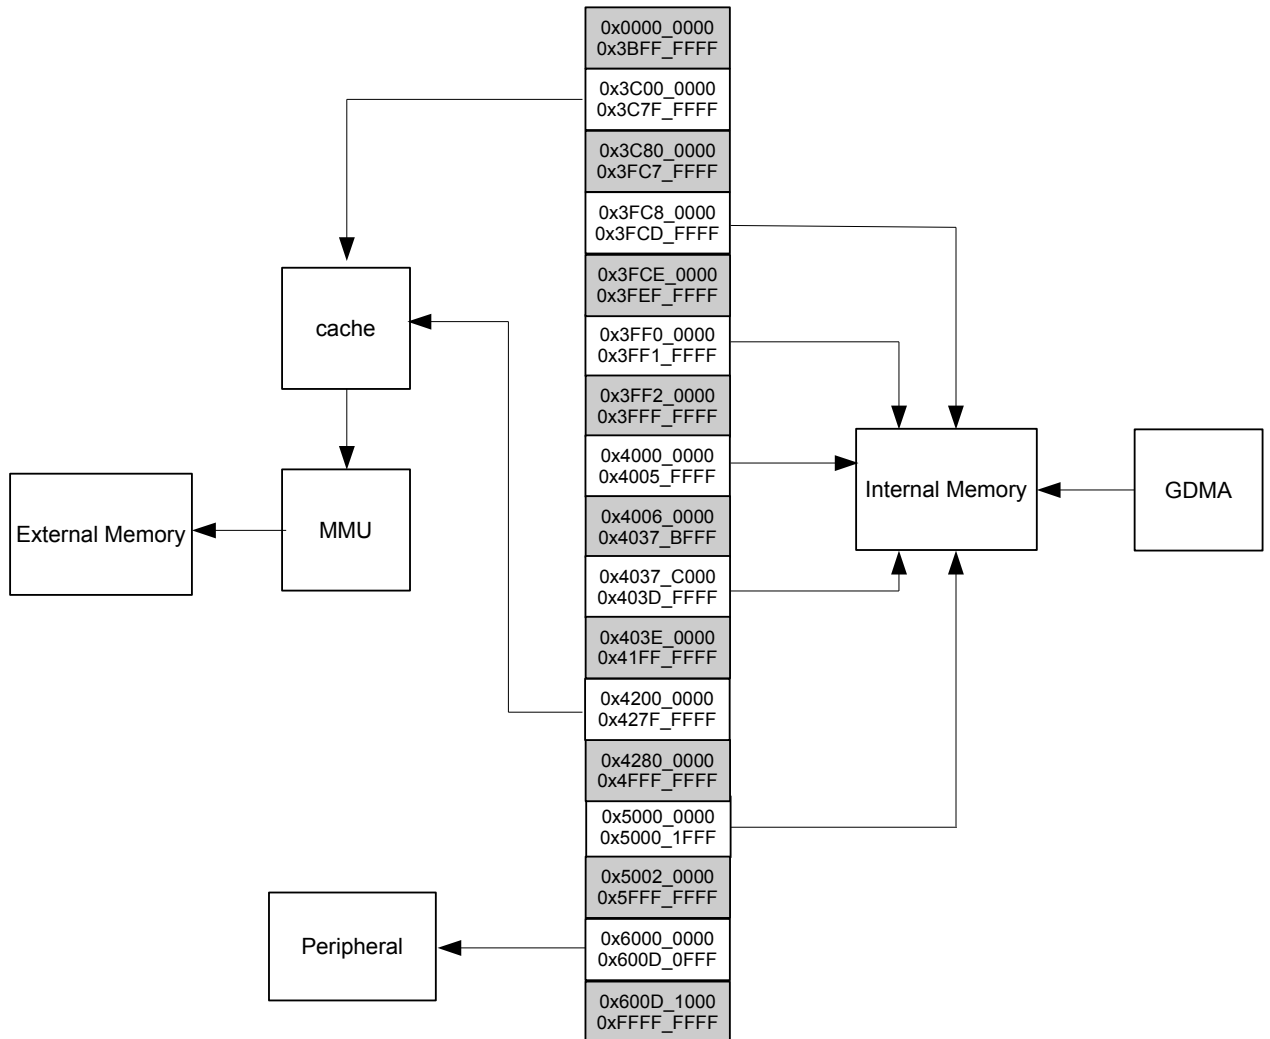 0x0000_0000
0x3BFF_FFFF
0x3C00_0000
0x3C7F_FFFF
0x3C80_0000
0x3FC7_FFFF
0x3FC8_0000
0x3FCD_FFFF
0x3FCE_0000
0x3FEF_FFFF
cache
0x3FF0_0000
0x3FF1_FFFF
0x3FF2_0000
0x3FFF_FFFF
0x4000_0000
0x4005_FFFF
Internal Memory
GDMA
External Memory
MMU
0x4006_0000
0x4037_BFFF
0x4037_C000
0x403D_FFFF
0x403E_0000
0x41FF_FFFF
0x4200_0000
0x427F_FFFF
0x4280_0000
0x4FFF_FFFF
0x5000_0000
0x5000_1FFF
0x5002_0000
0x5FFF_FFFF
Peripheral
0x6000_0000
0x600D_0FFF
0x600D_1000
0xFFFF_FFFF